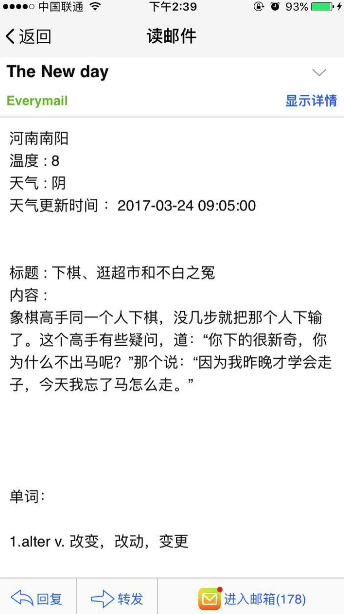 中国联通 下午2:39 93%
返回 读邮件
The New day
Everymail 显示详情
河南南阳
温度：8
天气：阴
天气更新时间： 2017-03-24 09:05:00
标题：下棋、逛超市和不白之冤
内容：
象棋高手同一个人下棋，没几步就把那个人下输
了。这个高手有些疑问，道：“你下的很新奇，你
为什么不出马呢？”那个说：“因为我昨晚才学会走
子，今天我忘了马怎么走。”
单词：
1.alter v. 改变，改动，变更
回复 转发 进入邮箱(178)